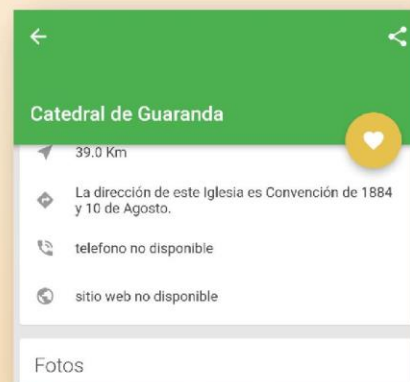 Catedral de Guaranda
39.0 Km
La dirección de este Iglesia es Convención de 1884
y 10 de Agosto.
telefono no disponible
sitio web no disponible
Fotos